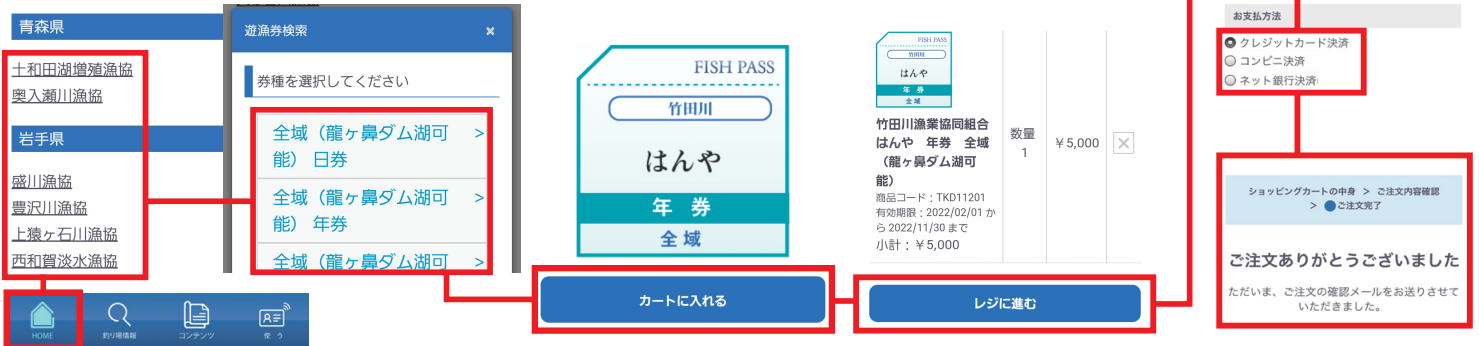 青森県
十和田湖増殖漁協
奥入瀬川漁協
岩手県
盛川漁協
豊沢川漁協
上猿ヶ石川漁協
西和賀淡水漁協
HOME
釣り場情報
コンテンツ
使う
遊漁券検索
×
券種を選択してください
全域（龍ヶ鼻ダム湖可
能） 日券
>
全域（龍ヶ鼻ダム湖可
能） 年券
>
全域（龍ヶ鼻ダム湖可
>
FISH PASS
竹田川
はんや
年 券
全域
カートに入れる
FISH PASS
竹田川
はんや
年 券
全域
竹田川漁業協同組合
はんや 年券 全域
（龍ヶ鼻ダム湖可
能）
商品コード：TKD11201
有効期限：2022/02/01 か
ら 2022/11/30 まで
小計：￥5,000
数量
1
￥5,000
×
レジに進む
お支払方法
クレジットカード決済
コンビニ決済
ネット銀行決済
ショッピングカートの中身 > ご注文内容確認
> ご注文完了
ご注文ありがとうございました
ただいま、ご注文の確認メールをお送りさせて
いただきました。